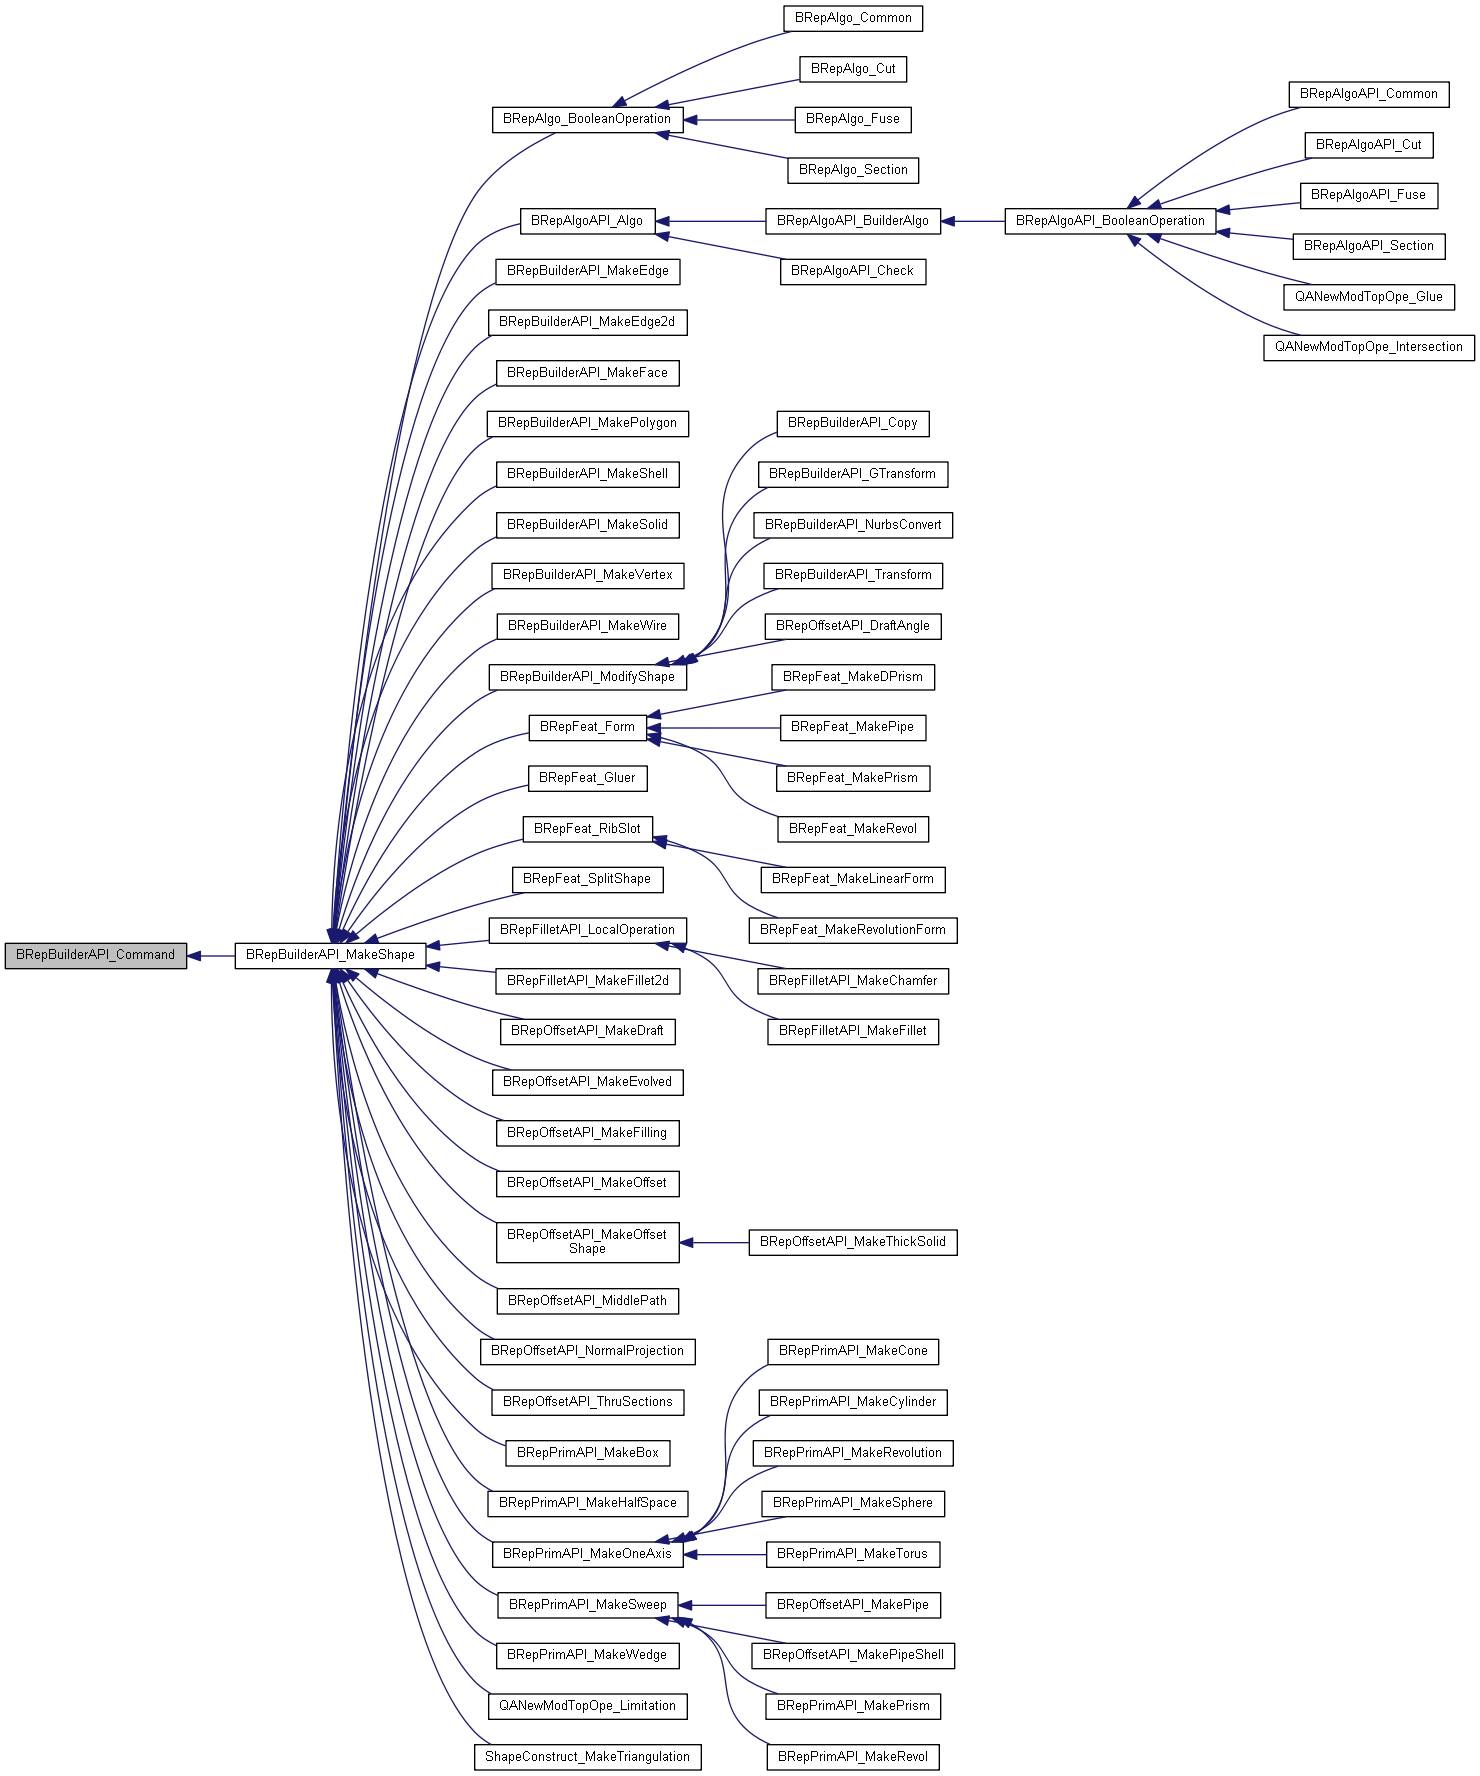 BRepBuilderAPI_Command
BRepBuilderAPI_MakeShape
BRepAlgo_BooleanOperation
BRepAlgo_Common
BRepAlgo_Cut
BRepAlgo_Fuse
BRepAlgo_Section
BRepAlgoAPI_Algo
BRepAlgoAPI_BuilderAlgo
BRepAlgoAPI_BooleanOperation
BRepAlgoAPI_Common
BRepAlgoAPI_Cut
BRepAlgoAPI_Fuse
BRepAlgoAPI_Section
QANewModTopOpe_Glue
QANewModTopOpe_Intersection
BRepAlgoAPI_Check
BRepBuilderAPI_MakeEdge
BRepBuilderAPI_MakeEdge2d
BRepBuilderAPI_MakeFace
BRepBuilderAPI_MakePolygon
BRepBuilderAPI_MakeShell
BRepBuilderAPI_MakeSolid
BRepBuilderAPI_MakeVertex
BRepBuilderAPI_MakeWire
BRepBuilderAPI_ModifyShape
BRepBuilderAPI_Copy
BRepBuilderAPI_GTransform
BRepBuilderAPI_NurbsConvert
BRepBuilderAPI_Transform
BRepOffsetAPI_DraftAngle
BRepFeat_Form
BRepFeat_MakeDPrism
BRepFeat_MakePipe
BRepFeat_MakePrism
BRepFeat_MakeRevol
BRepFeat_Gluer
BRepFeat_RibSlot
BRepFeat_MakeLinearForm
BRepFeat_MakeRevolutionForm
BRepFeat_SplitShape
BRepFilletAPI_LocalOperation
BRepFilletAPI_MakeChamfer
BRepFilletAPI_MakeFillet
BRepFilletAPI_MakeFillet2d
BRepOffsetAPI_MakeDraft
BRepOffsetAPI_MakeEvolved
BRepOffsetAPI_MakeFilling
BRepOffsetAPI_MakeOffset
BRepOffsetAPI_MakeOffset
Shape
BRepOffsetAPI_MakeThickSolid
BRepOffsetAPI_MiddlePath
BRepOffsetAPI_NormalProjection
BRepOffsetAPI_ThruSections
BRepPrimAPI_MakeBox
BRepPrimAPI_MakeHalfSpace
BRepPrimAPI_MakeOneAxis
BRepPrimAPI_MakeCone
BRepPrimAPI_MakeCylinder
BRepPrimAPI_MakeRevolution
BRepPrimAPI_MakeSphere
BRepPrimAPI_MakeTorus
BRepPrimAPI_MakeSweep
BRepOffsetAPI_MakePipe
BRepOffsetAPI_MakePipeShell
BRepPrimAPI_MakePrism
BRepPrimAPI_MakeRevol
BRepPrimAPI_MakeWedge
QANewModTopOpe_Limitation
ShapeConstruct_MakeTriangulation